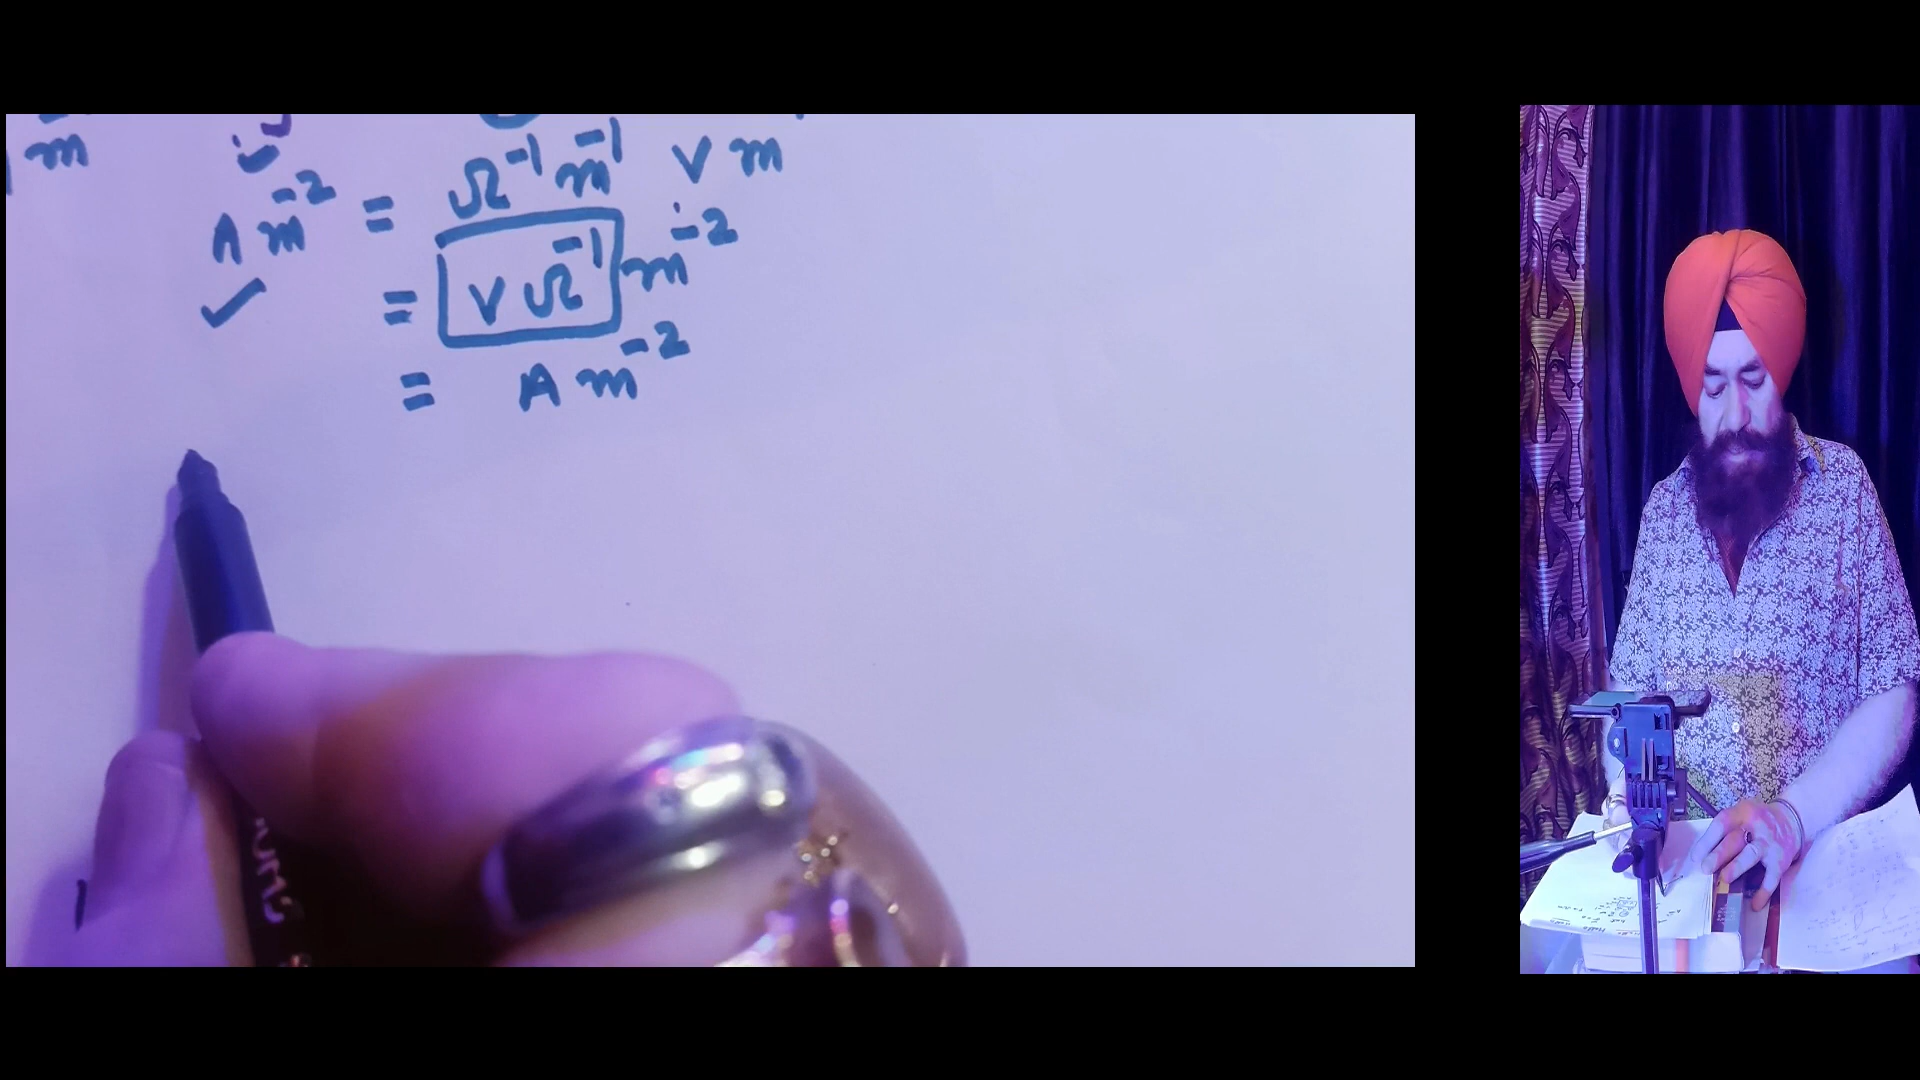 m
A m⁻² = Ω⁻¹ m⁻¹ V m
= V Ω⁻¹ m⁻²
= A m⁻²